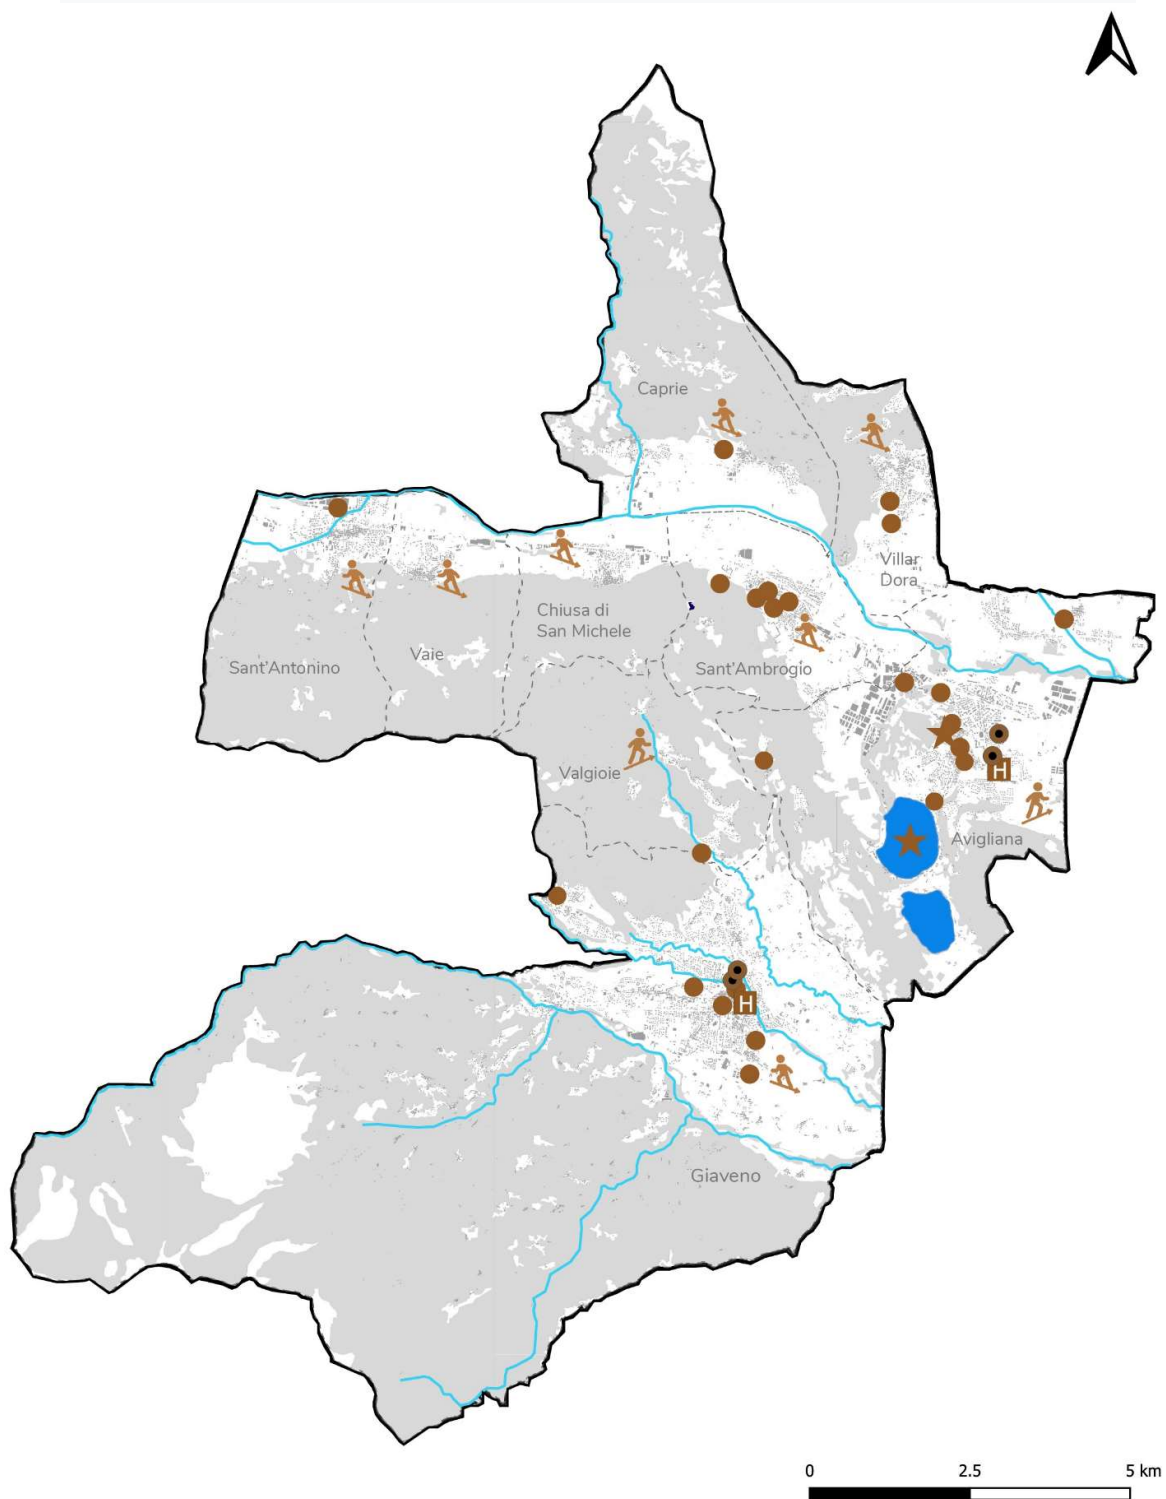 Caprie
Villar
Dora
Chiusa di
San Michele
Vaie
Sant'Antonino
Sant'Ambrogio
H
Valgioie
Avigliana
H
Giaveno
0 2.5 5 km